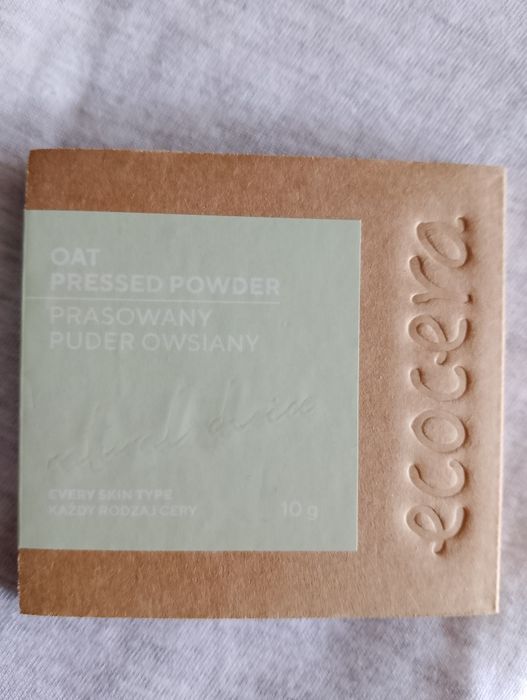 OAT
PRESSED POWDER
PRASOWANY
PUDER OWSIANY
EVERY SKIN TYPE
KAŻDY RODZAJ CERY
10 g
ecocera